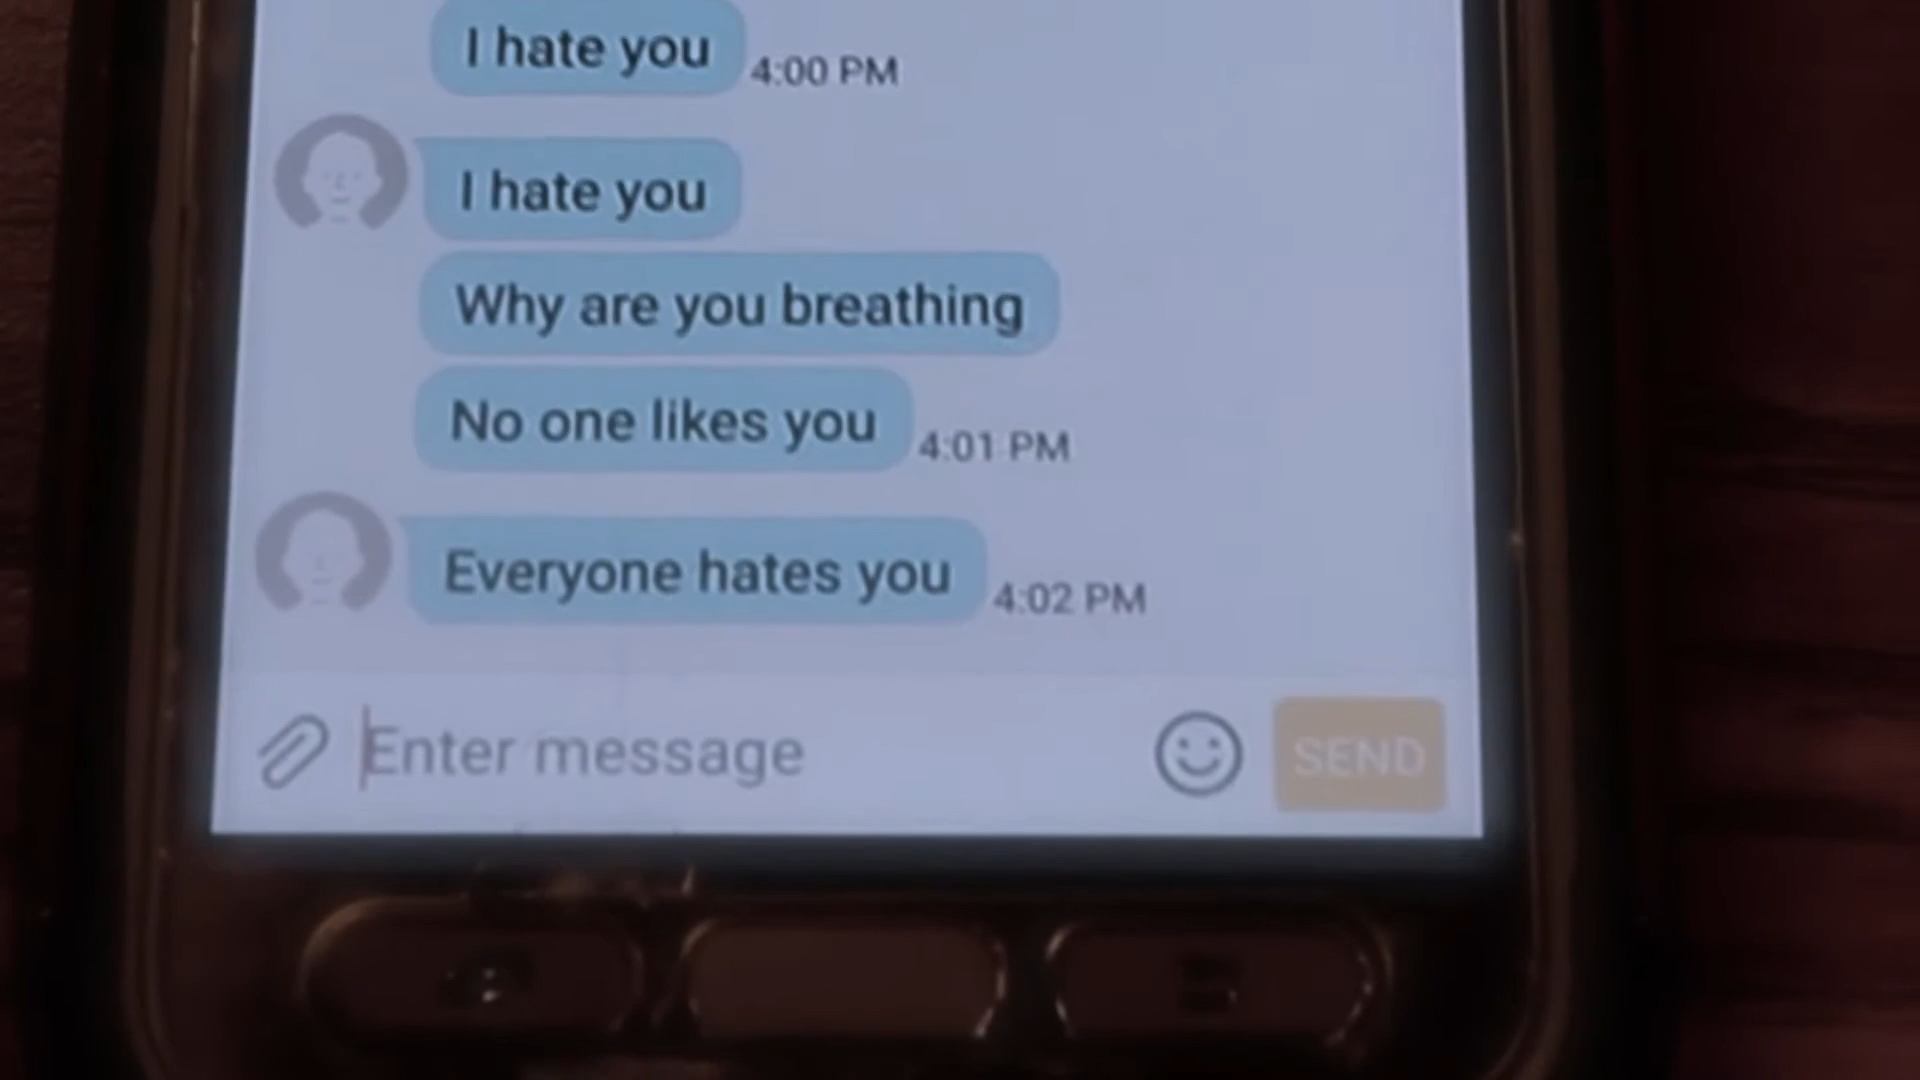 I hate you
4:00 PM
I hate you
Why are you breathing
No one likes you
4:01 PM
Everyone hates you
4:02 PM
Enter message
SEND